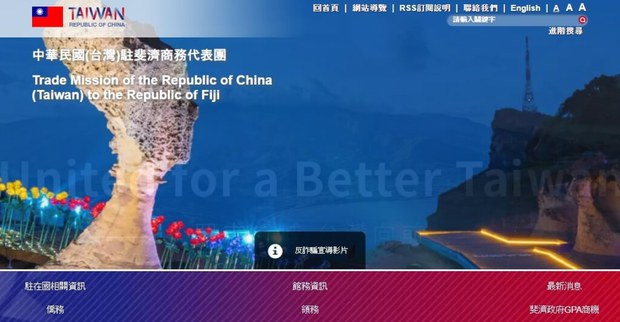 TAIWAN
REPUBLIC OF CHINA
回首頁 | 網站導覽 | RSS訂閱說明 | 聯絡我們 | English | A A A
請輸入關鍵字
進階搜尋
中華民國(台灣)駐斐濟商務代表團
Trade Mission of the Republic of China
(Taiwan) to the Republic of Fiji
United for a Better Taiwan
反詐騙宣導影片
駐在國相關資訊 館務資訊 最新消息
僑務 領務 斐濟政府GPA商機